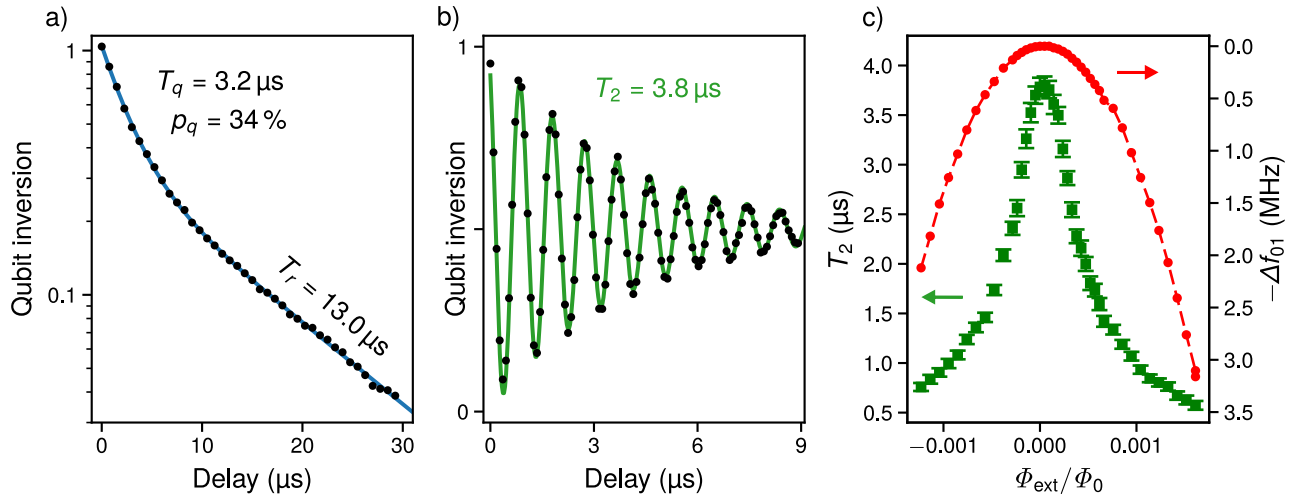 a)
1
0.1
Qubit inversion
T_q = 3.2 µs
p_q = 34 %
T_r = 13.0 µs
0 10 20 30
Delay (µs)
b)
1
0
Qubit inversion
T_2 = 3.8 µs
0 3 6 9
Delay (µs)
c)
4.0
3.5
3.0
2.5
2.0
1.5
1.0
0.5
T_2 (µs)
−0.001 0.000 0.001
Φ_ext/Φ_0
0.0
0.5
1.0
1.5
2.0
2.5
3.0
3.5
−Δf_01 (MHz)